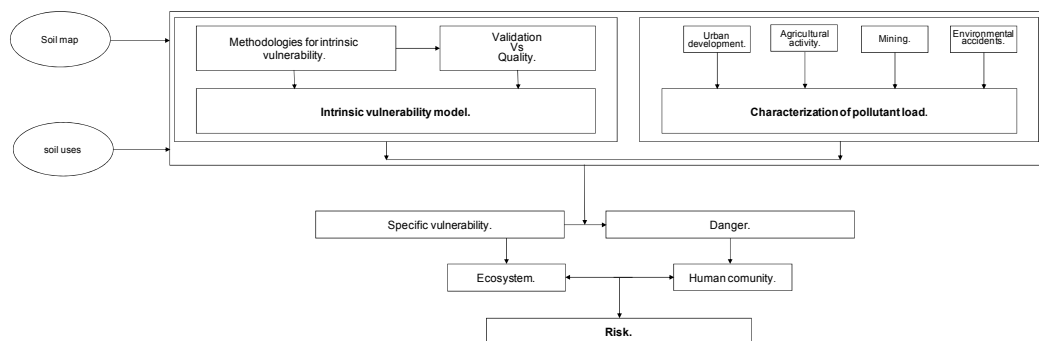 Soil map
Methodologies for intrinsic
vulnerability.
Validation
Vs
Quality.
Intrinsic vulnerability model.
Urban
development.
Agricultural
activity.
Mining.
Environmental
accidents.
Characterization of pollutant load.
soil uses
Specific vulnerability.
Danger.
Ecosystem.
Human comunity.
Risk.